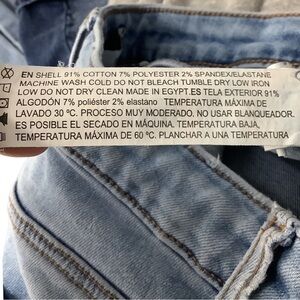 EN SHELL 91% COTTON 7% POLYESTER 2% SPANDEX/ELASTANE
MACHINE WASH COLD DO NOT BLEACH TUMBLE DRY LOW IRON
LOW DO NOT DRY CLEAN MADE IN EGYPT.ES TELA EXTERIOR 91%
ALGODÓN 7% poliéster 2% elastano TEMPERATURA MÁXIMA DE
LAVADO 30 ºC. PROCESO MUY MODERADO. NO USAR BLANQUEADOR.
ES POSIBLE EL SECADO EN MÁQUINA. TEMPERATURA BAJA,
TEMPERATURA MÁXIMA DE 60 ºC. PLANCHAR A UNA TEMPERATURA